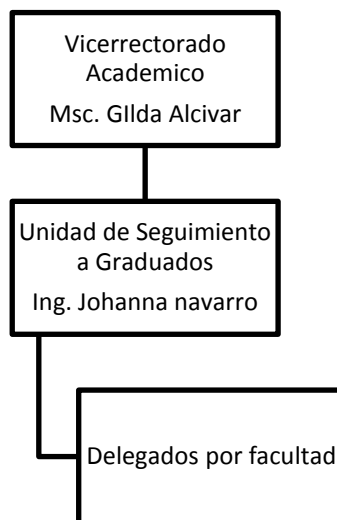 Vicerrectorado
Academico
Msc. GIlda Alcivar
Unidad de Seguimiento
a Graduados
Ing. Johanna navarro
Delegados por facultad